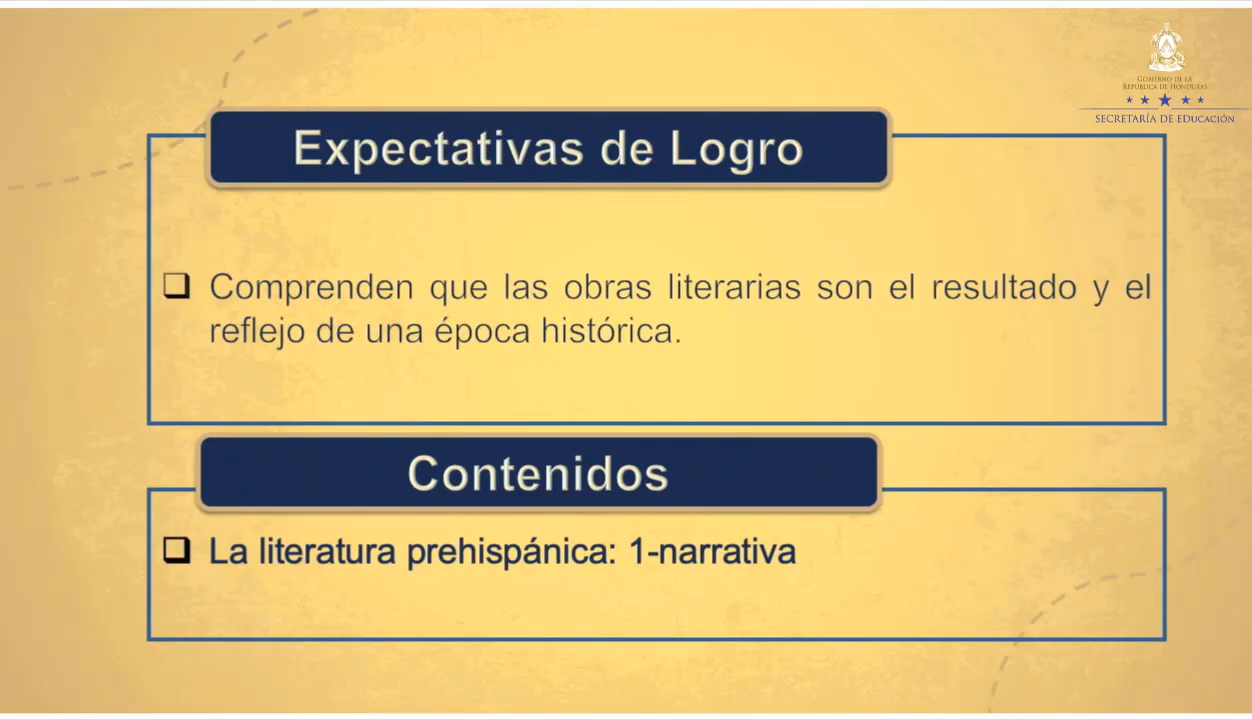 GOBIERNO DE LA
REPÚBLICA DE HONDURAS
SECRETARÍA DE EDUCACIÓN
Expectativas de Logro
Comprenden que las obras literarias son el resultado y el
reflejo de una época histórica.
Contenidos
La literatura prehispánica: 1-narrativa